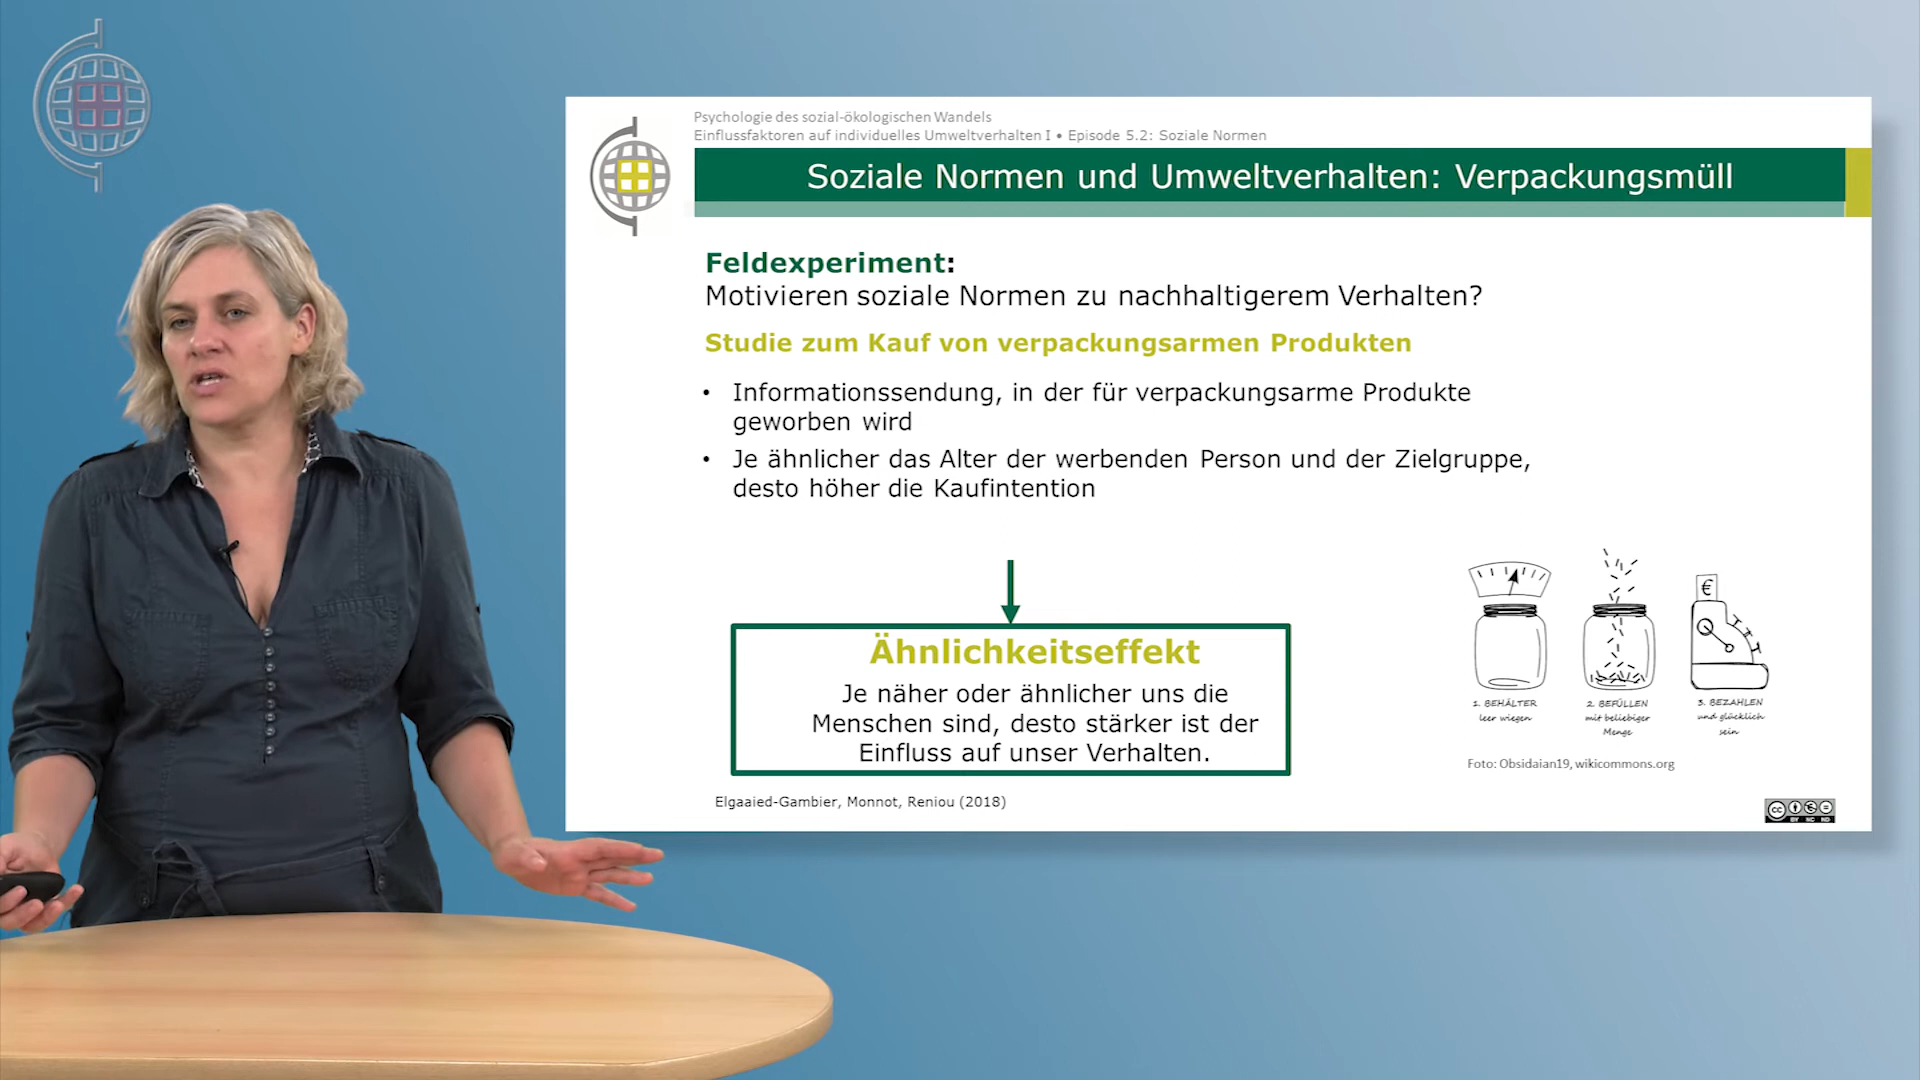 Psychologie des sozial-ökologischen Wandels
Einflussfaktoren auf individuelles Umweltverhalten I • Episode 5.2: Soziale Normen
Soziale Normen und Umweltverhalten: Verpackungsmüll
Feldexperiment:
Motivieren soziale Normen zu nachhaltigerem Verhalten?
Studie zum Kauf von verpackungsarmen Produkten
• Informationssendung, in der für verpackungsarme Produkte
geworben wird
• Je ähnlicher das Alter der werbenden Person und der Zielgruppe,
desto höher die Kaufintention
Ähnlichkeitseffekt
Je näher oder ähnlicher uns die
Menschen sind, desto stärker ist der
Einfluss auf unser Verhalten.
€
1. BEHÄLTER
leer wiegen
2. BEFÜLLEN
mit beliebiger
Menge
3. BEZAHLEN
und glücklich
sein
Foto: Obsidaian19, wikicommons.org
Elgaaied-Gambier, Monnot, Reniou (2018)
CC
BY NC ND